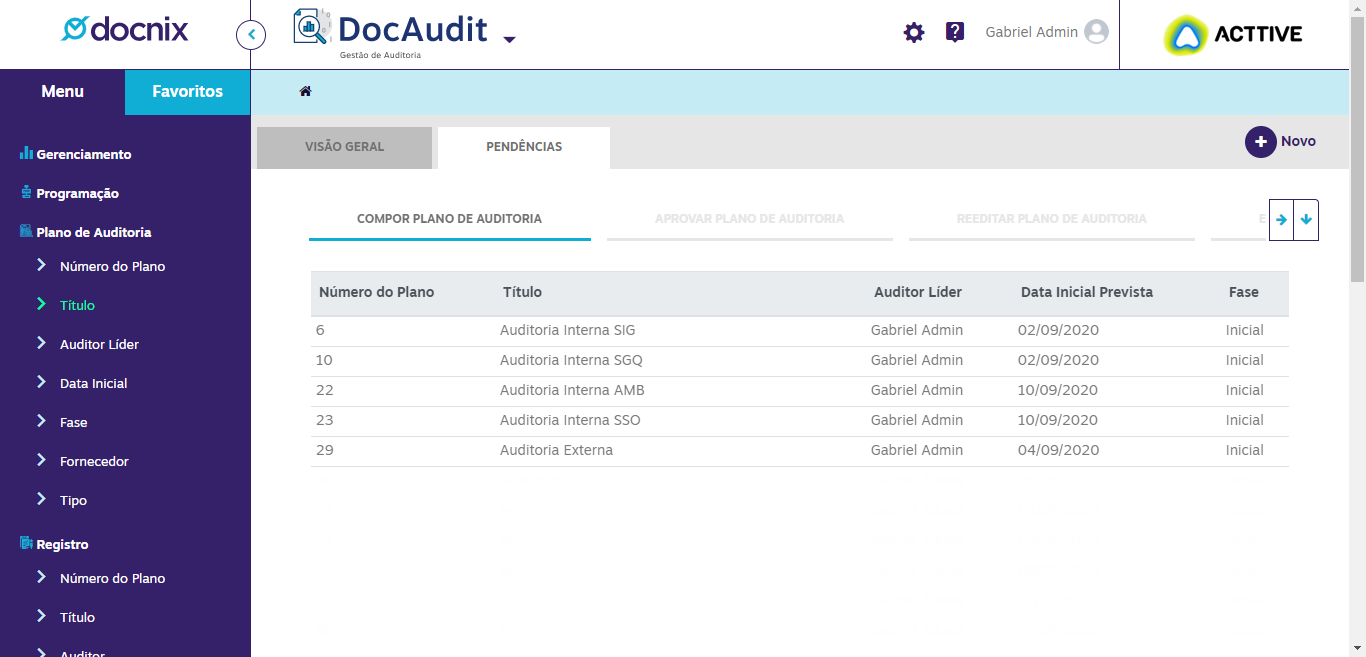 docnix
DocAudit
Gestão de Auditoria
Gabriel Admin
ACTTIVE
Menu
Favoritos
Gerenciamento
Programação
Plano de Auditoria
Número do Plano
Título
Auditor Líder
Data Inicial
Fase
Fornecedor
Tipo
Registro
Número do Plano
Título
Auditor
VISÃO GERAL
PENDÊNCIAS
Novo
COMPOR PLANO DE AUDITORIA
APROVAR PLANO DE AUDITORIA
REEDITAR PLANO DE AUDITORIA
E
Número do Plano Título Auditor Líder Data Inicial Prevista Fase
6 Auditoria Interna SIG Gabriel Admin 02/09/2020 Inicial
10 Auditoria Interna SGQ Gabriel Admin 02/09/2020 Inicial
22 Auditoria Interna AMB Gabriel Admin 10/09/2020 Inicial
23 Auditoria Interna SSO Gabriel Admin 10/09/2020 Inicial
29 Auditoria Externa Gabriel Admin 04/09/2020 Inicial